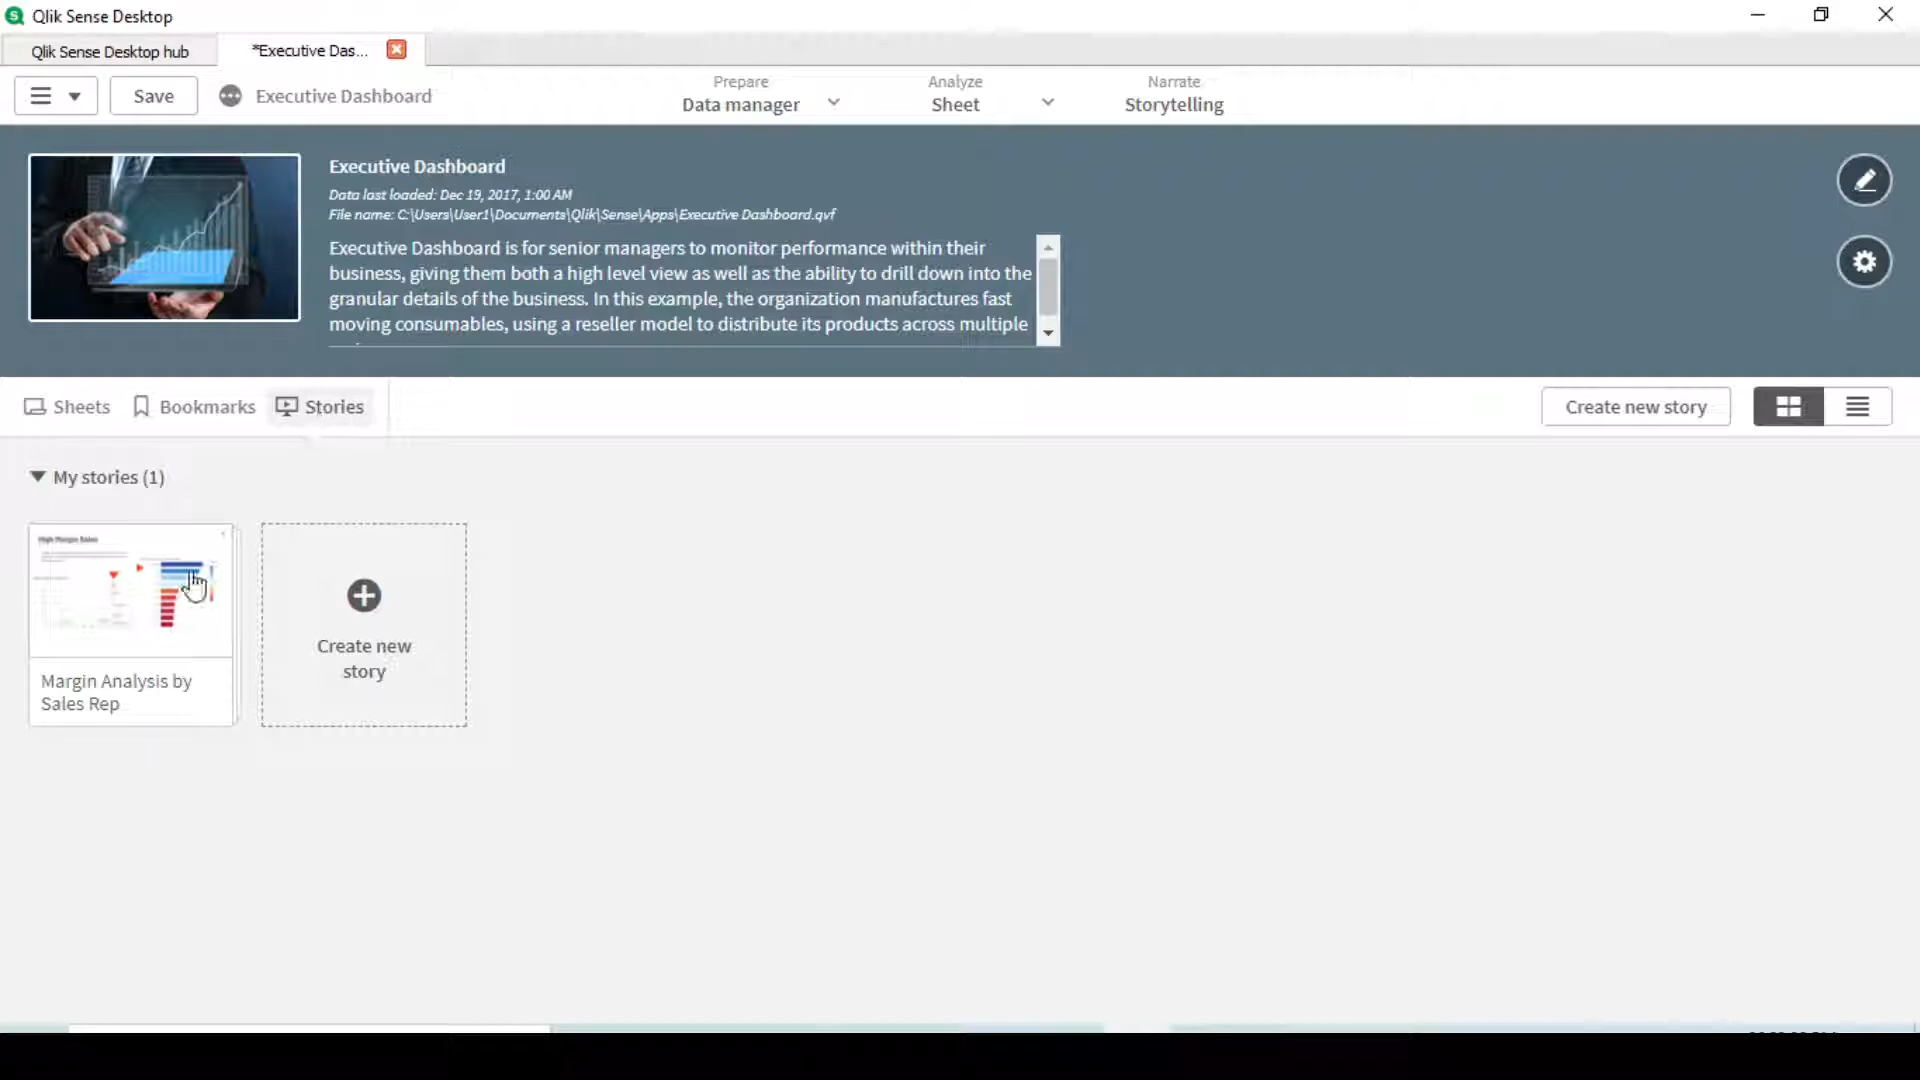 Qlik Sense Desktop
Qlik Sense Desktop hub
*Executive Das...
Save
Executive Dashboard
Prepare
Data manager
Analyze
Sheet
Narrate
Storytelling
Executive Dashboard
Data last loaded: Dec 19, 2017, 1:00 AM
File name: C:\Users\User1\Documents\Qlik\Sense\Apps\Executive Dashboard.qvf
Executive Dashboard is for senior managers to monitor performance within their
business, giving them both a high level view as well as the ability to drill down into the
granular details of the business. In this example, the organization manufactures fast
moving consumables, using a reseller model to distribute its products across multiple
Sheets
Bookmarks
Stories
Create new story
My stories (1)
High Margin Sales
Margin Analysis by
Sales Rep
Create new
story